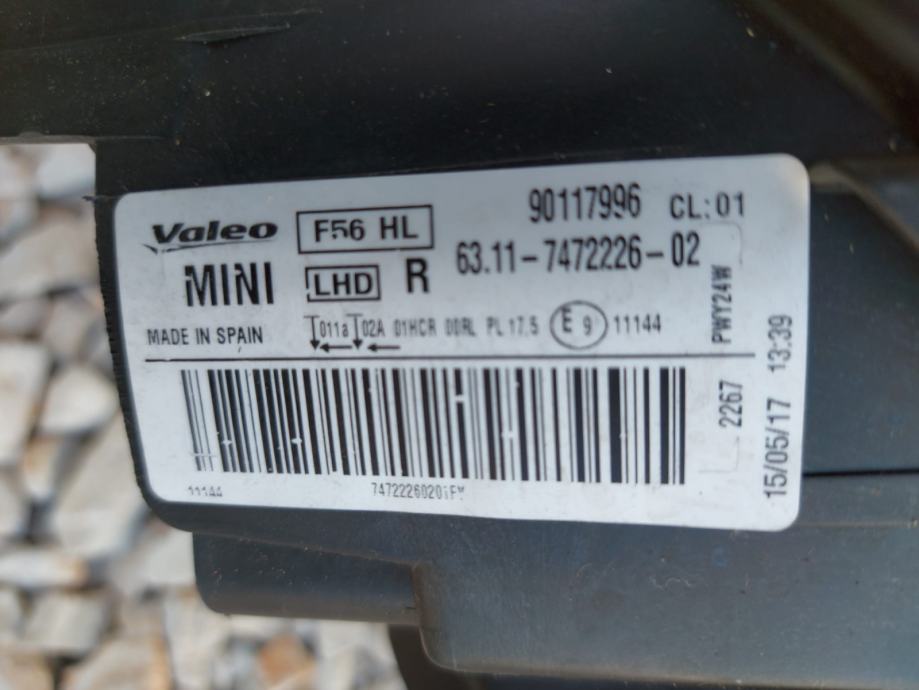 90117996 CL:01
Valeo F56 HL 63.11-7472226-02
MINI LHD R
MADE IN SPAIN 011a 02A 01HCR 00RL PL 17.5 E 9 11144
PWY24W
2267
15/05/17 13:39
11144